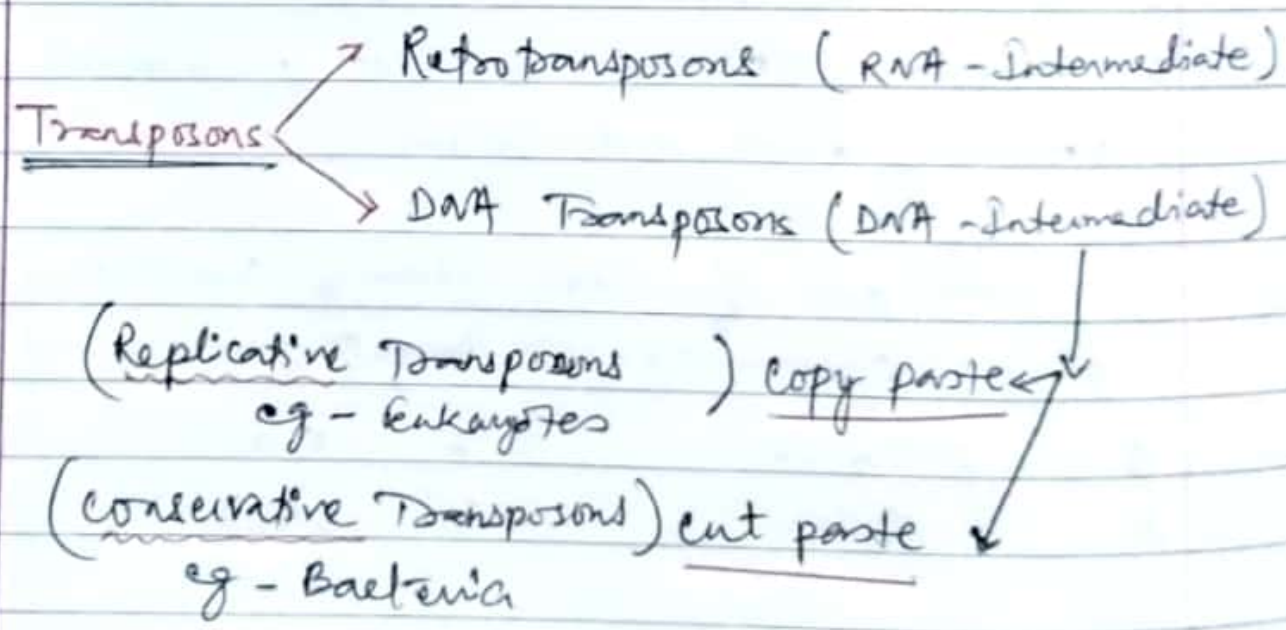 Retrotransposons (RNA - Intermediate)
Transposons
DNA Transposons (DNA - Intermediate)
(Replicative Transposons) Copy paste
eg - Eukaryotes
(Conservative Transposons) cut paste
eg - Bacteria